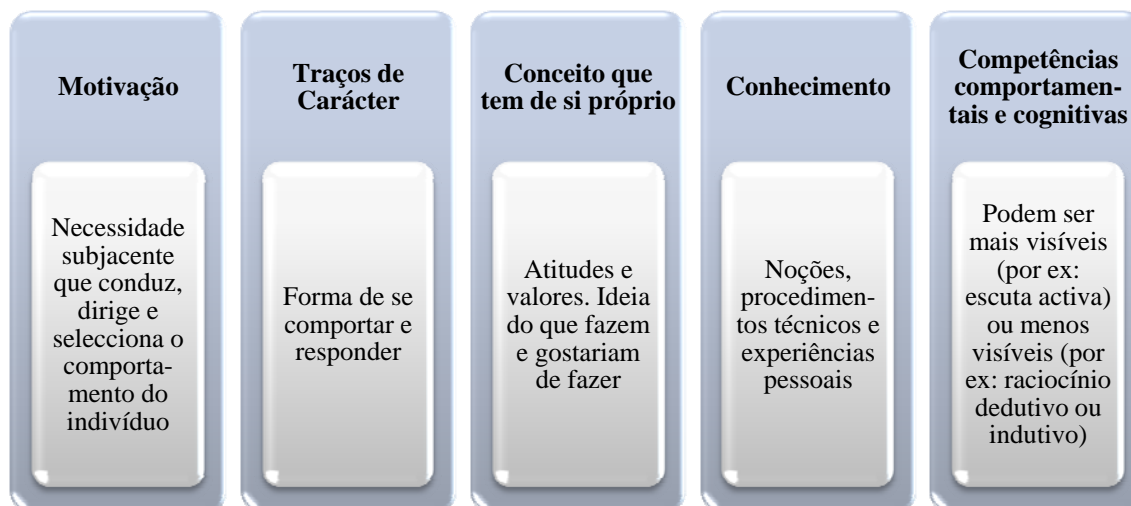 Motivação
Necessidade
subjacente
que conduz,
dirige e
selecciona o
comporta-
mento do
indivíduo
Traços de
Carácter
Forma de se
comportar e
responder
Conceito que
tem de si próprio
Atitudes e
valores. Ideia
do que fazem
e gostariam
de fazer
Conhecimento
Noções,
procedimen-
tos técnicos e
experiências
pessoais
Competências
comportamen-
tais e cognitivas
Podem ser
mais visíveis
(por ex:
escuta activa)
ou menos
visíveis (por
ex: raciocínio
dedutivo ou
indutivo)